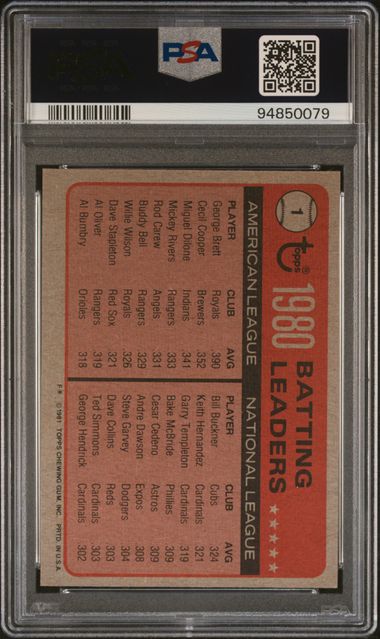 PSA
94850079
1
Topps®
1980 BATTING
LEADERS
AMERICAN LEAGUE
PLAYER CLUB AVG
George Brett Royals .390
Cecil Cooper Brewers .352
Miguel Dilone Indians .341
Mickey Rivers Rangers .333
Rod Carew Angels .331
Buddy Bell Rangers .329
Willie Wilson Royals .326
Dave Stapleton Red Sox .321
Al Oliver Rangers .319
Al Bumbry Orioles .318
NATIONAL LEAGUE
PLAYER CLUB AVG
Bill Buckner Cubs .324
Keith Hernandez Cardinals .321
Garry Templeton Cardinals .319
Bake McBride Phillies .309
Cesar Cedeno Astros .309
Andre Dawson Expos .308
Steve Garvey Dodgers .304
Dave Collins Reds .303
Ted Simmons Cardinals .303
George Hendrick Cardinals .302
© 1981 TOPPS CHEWING GUM, INC. PRTD. IN U.S.A.